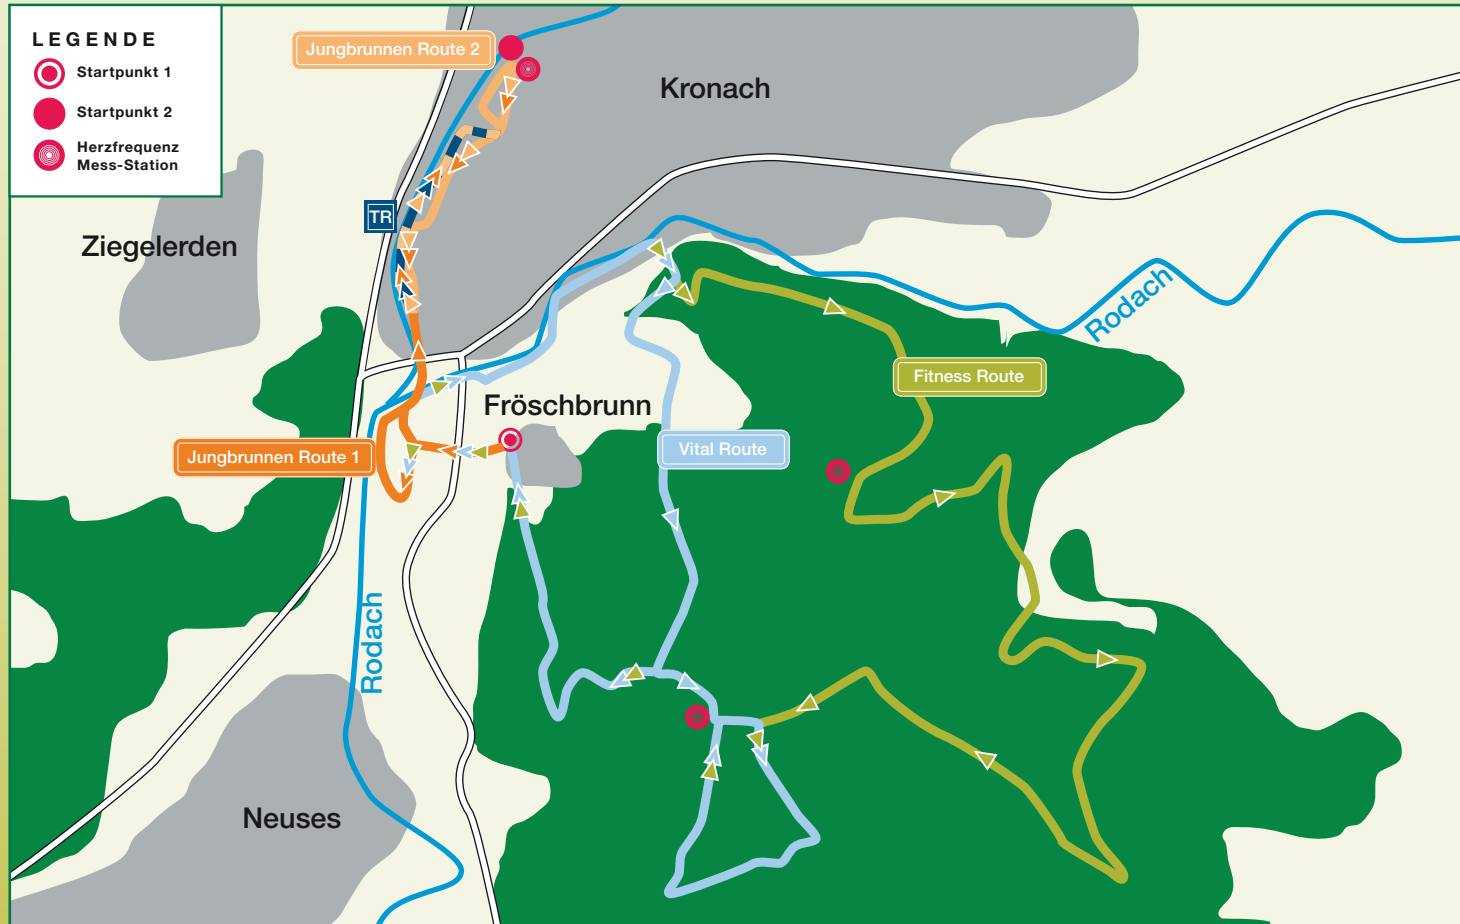 LEGENDE
Startpunkt 1
Startpunkt 2
Herzfrequenz
Mess-Station
Jungbrunnen Route 2
Kronach
TR
Ziegelerden
Rodach
Fitness Route
Fröschbrunn
Vital Route
Jungbrunnen Route 1
Rodach
Neuses